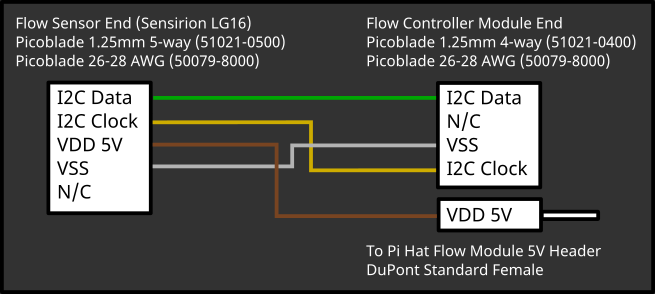 Flow Sensor End (Sensirion LG16)
Picoblade 1.25mm 5-way (51021-0500)
Picoblade 26-28 AWG (50079-8000)
Flow Controller Module End
Picoblade 1.25mm 4-way (51021-0400)
Picoblade 26-28 AWG (50079-8000)
I2C Data
I2C Clock
VDD 5V
VSS
N/C
I2C Data
N/C
VSS
I2C Clock
VDD 5V
To Pi Hat Flow Module 5V Header
DuPont Standard Female